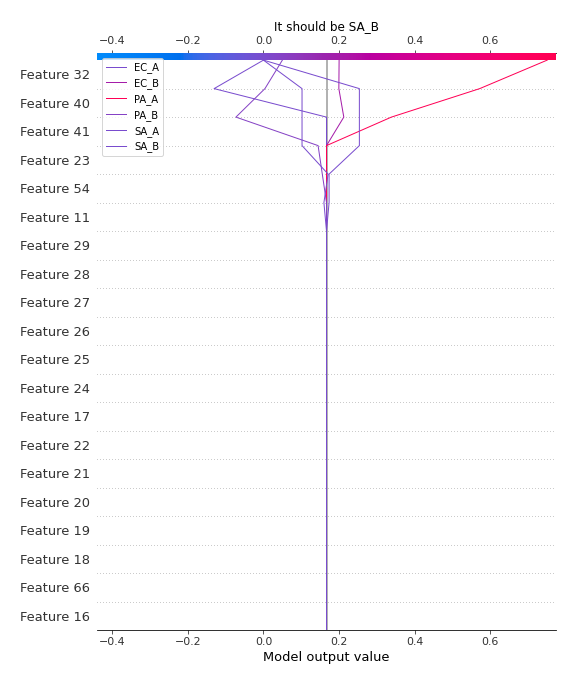 It should be SA_B
−0.4 −0.2 0.0 0.2 0.4 0.6
EC_A
EC_B
PA_A
PA_B
SA_A
SA_B
Feature 32
Feature 40
Feature 41
Feature 23
Feature 54
Feature 11
Feature 29
Feature 28
Feature 27
Feature 26
Feature 25
Feature 24
Feature 17
Feature 22
Feature 21
Feature 20
Feature 19
Feature 18
Feature 66
Feature 16
−0.4 −0.2 0.0 0.2 0.4 0.6
Model output value